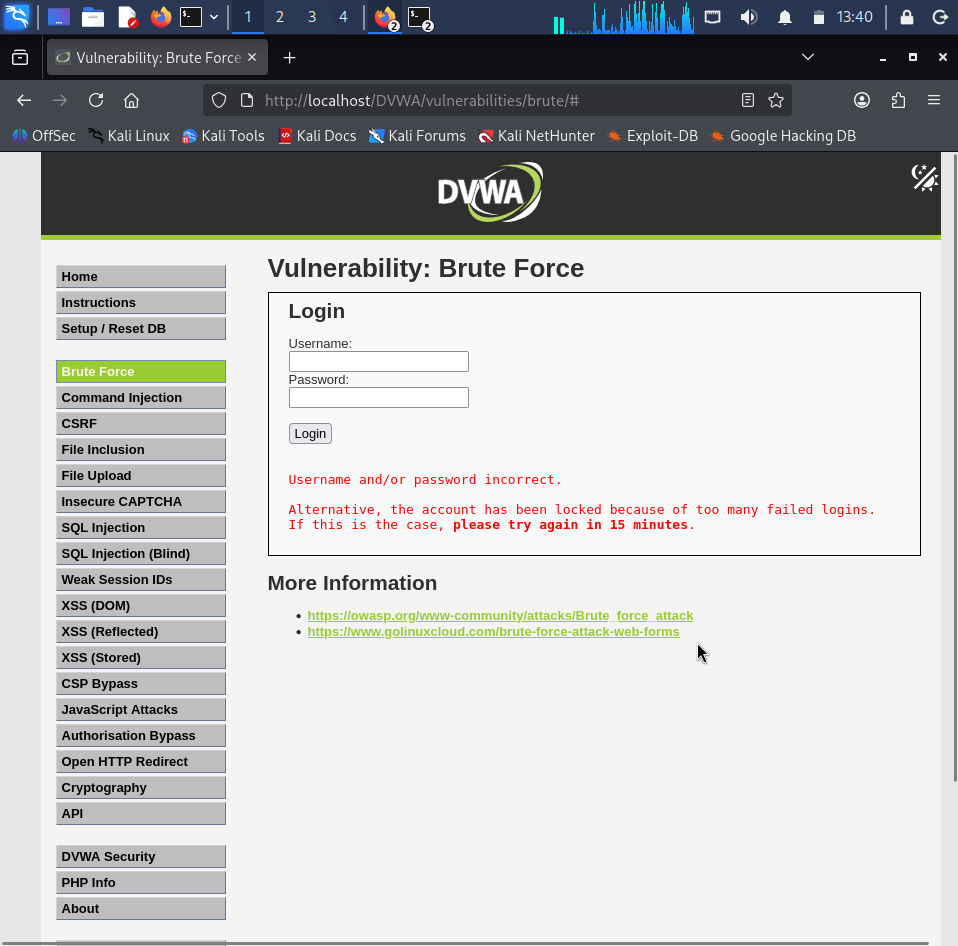 1 2 3 4 2 2 13:40
Vulnerability: Brute Force
http://localhost/DVWA/vulnerabilities/brute/#
OffSec Kali Linux Kali Tools Kali Docs Kali Forums Kali NetHunter Exploit-DB Google Hacking DB
DVWA
Home
Instructions
Setup / Reset DB
Brute Force
Command Injection
CSRF
File Inclusion
File Upload
Insecure CAPTCHA
SQL Injection
SQL Injection (Blind)
Weak Session IDs
XSS (DOM)
XSS (Reflected)
XSS (Stored)
CSP Bypass
JavaScript Attacks
Authorisation Bypass
Open HTTP Redirect
Cryptography
API
DVWA Security
PHP Info
About
Vulnerability: Brute Force
Login
Username:
Password:
Login
Username and/or password incorrect.
Alternative, the account has been locked because of too many failed logins.
If this is the case, please try again in 15 minutes.
More Information
https://owasp.org/www-community/attacks/Brute_force_attack
https://www.golinuxcloud.com/brute-force-attack-web-forms